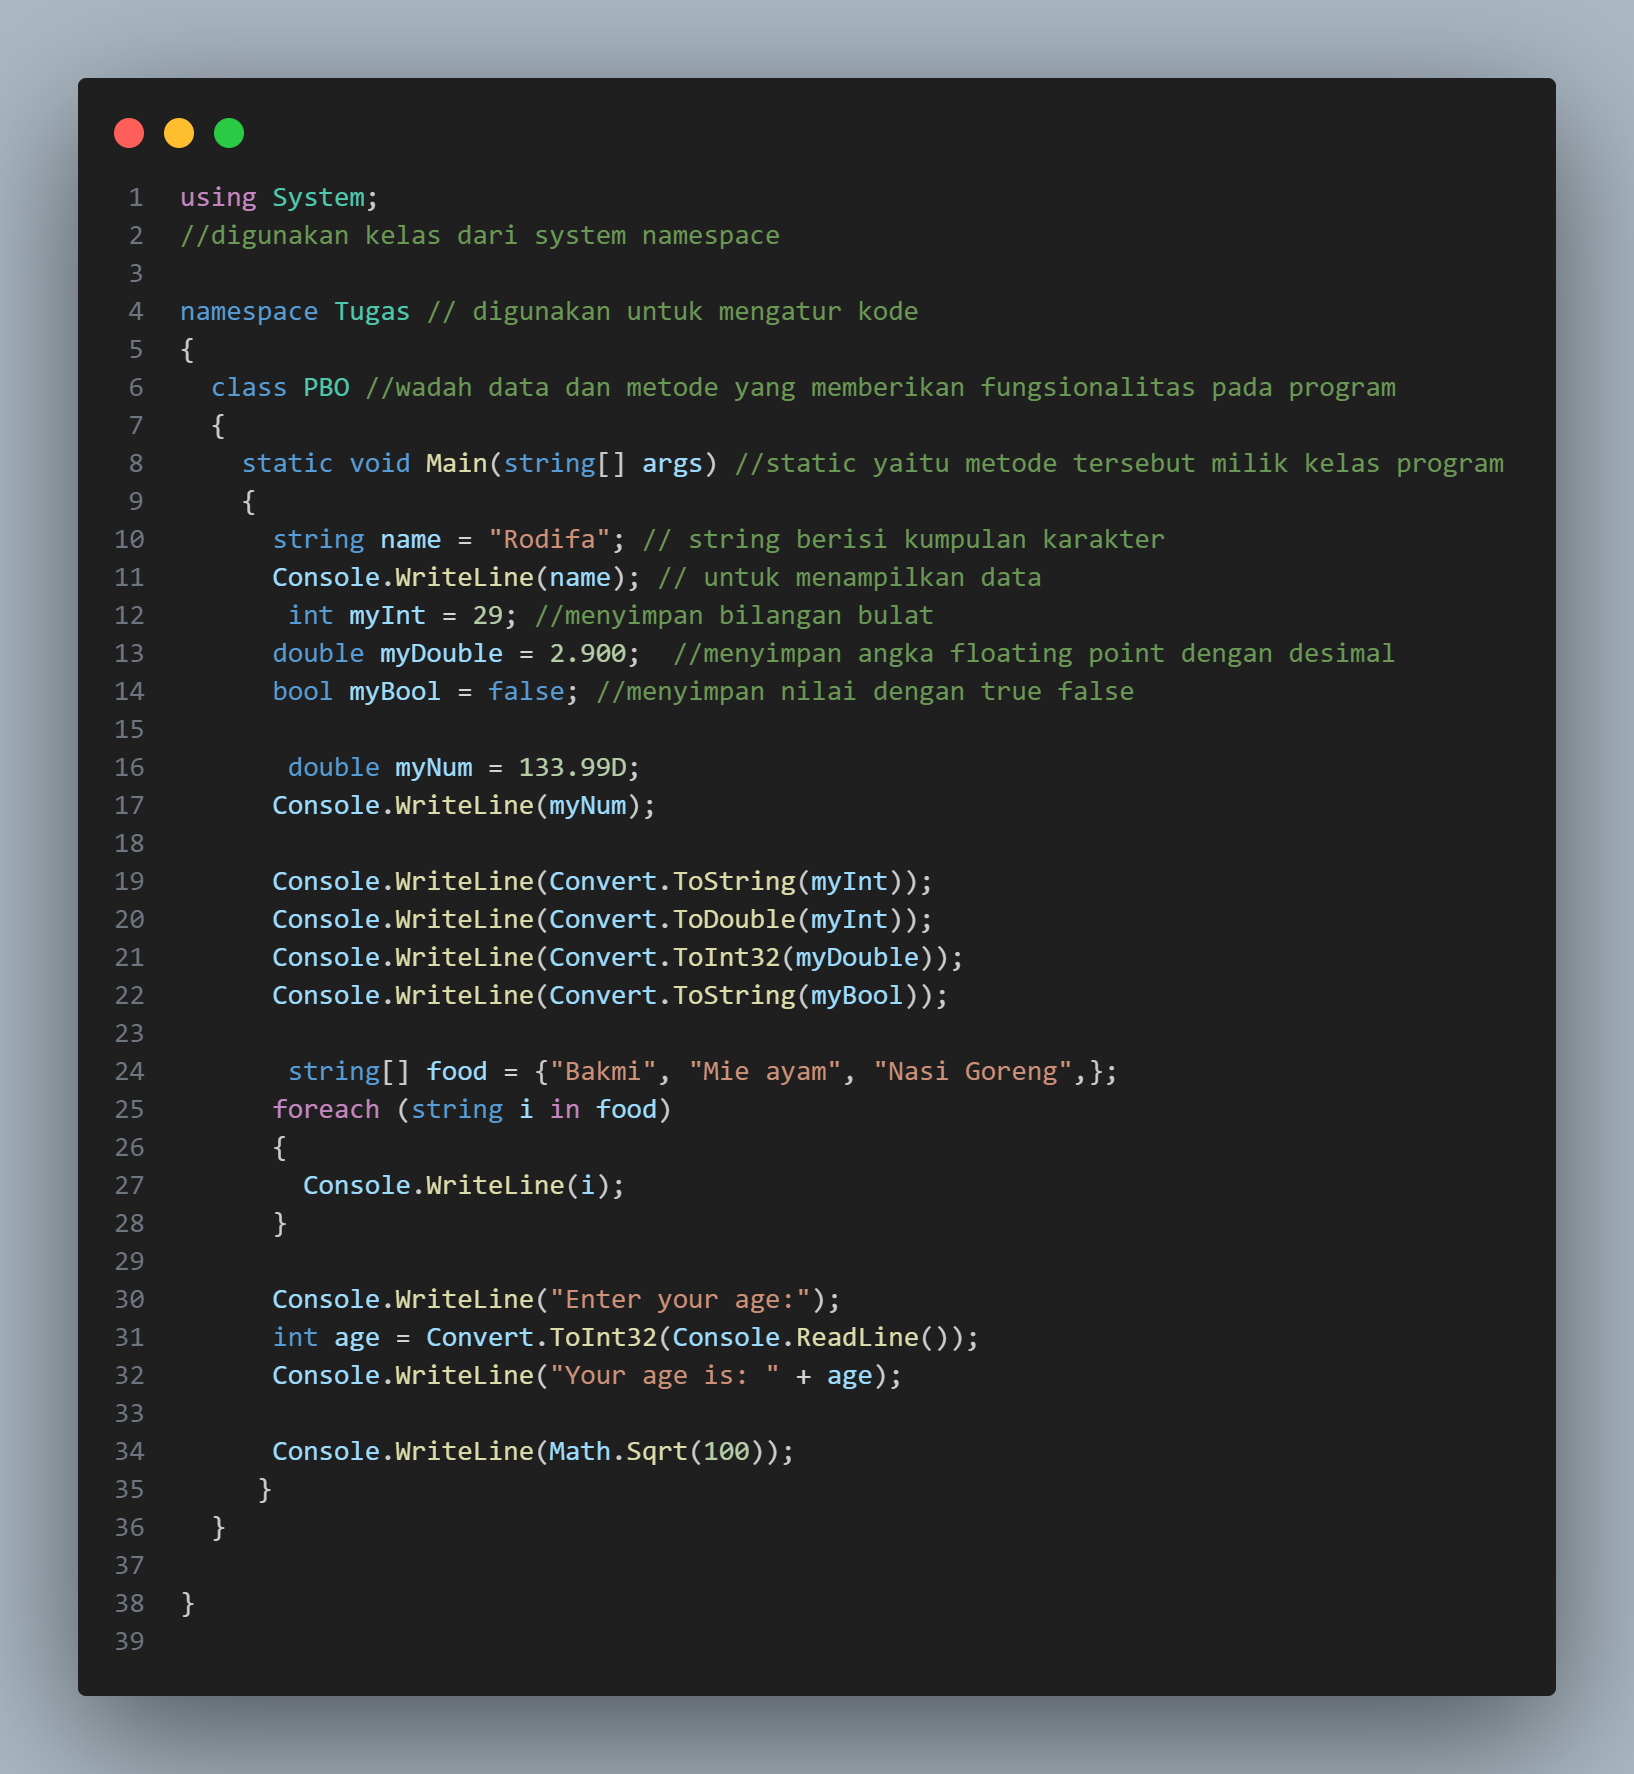 1 using System;
2 //digunakan kelas dari system namespace
3
4 namespace Tugas // digunakan untuk mengatur kode
5 {
6   class PBO //wadah data dan metode yang memberikan fungsionalitas pada program
7   {
8     static void Main(string[] args) //static yaitu metode tersebut milik kelas program
9     {
10       string name = "Rodifa"; // string berisi kumpulan karakter
11       Console.WriteLine(name); // untuk menampilkan data
12        int myInt = 29; //menyimpan bilangan bulat
13       double myDouble = 2.900;  //menyimpan angka floating point dengan desimal
14       bool myBool = false; //menyimpan nilai dengan true false
15
16        double myNum = 133.99D;
17       Console.WriteLine(myNum);
18
19       Console.WriteLine(Convert.ToString(myInt));
20       Console.WriteLine(Convert.ToDouble(myInt));
21       Console.WriteLine(Convert.ToInt32(myDouble));
22       Console.WriteLine(Convert.ToString(myBool));
23
24        string[] food = {"Bakmi", "Mie ayam", "Nasi Goreng",};
25       foreach (string i in food)
26       {
27         Console.WriteLine(i);
28       }
29
30       Console.WriteLine("Enter your age:");
31       int age = Convert.ToInt32(Console.ReadLine());
32       Console.WriteLine("Your age is: " + age);
33
34       Console.WriteLine(Math.Sqrt(100));
35      }
36   }
37
38 }
39